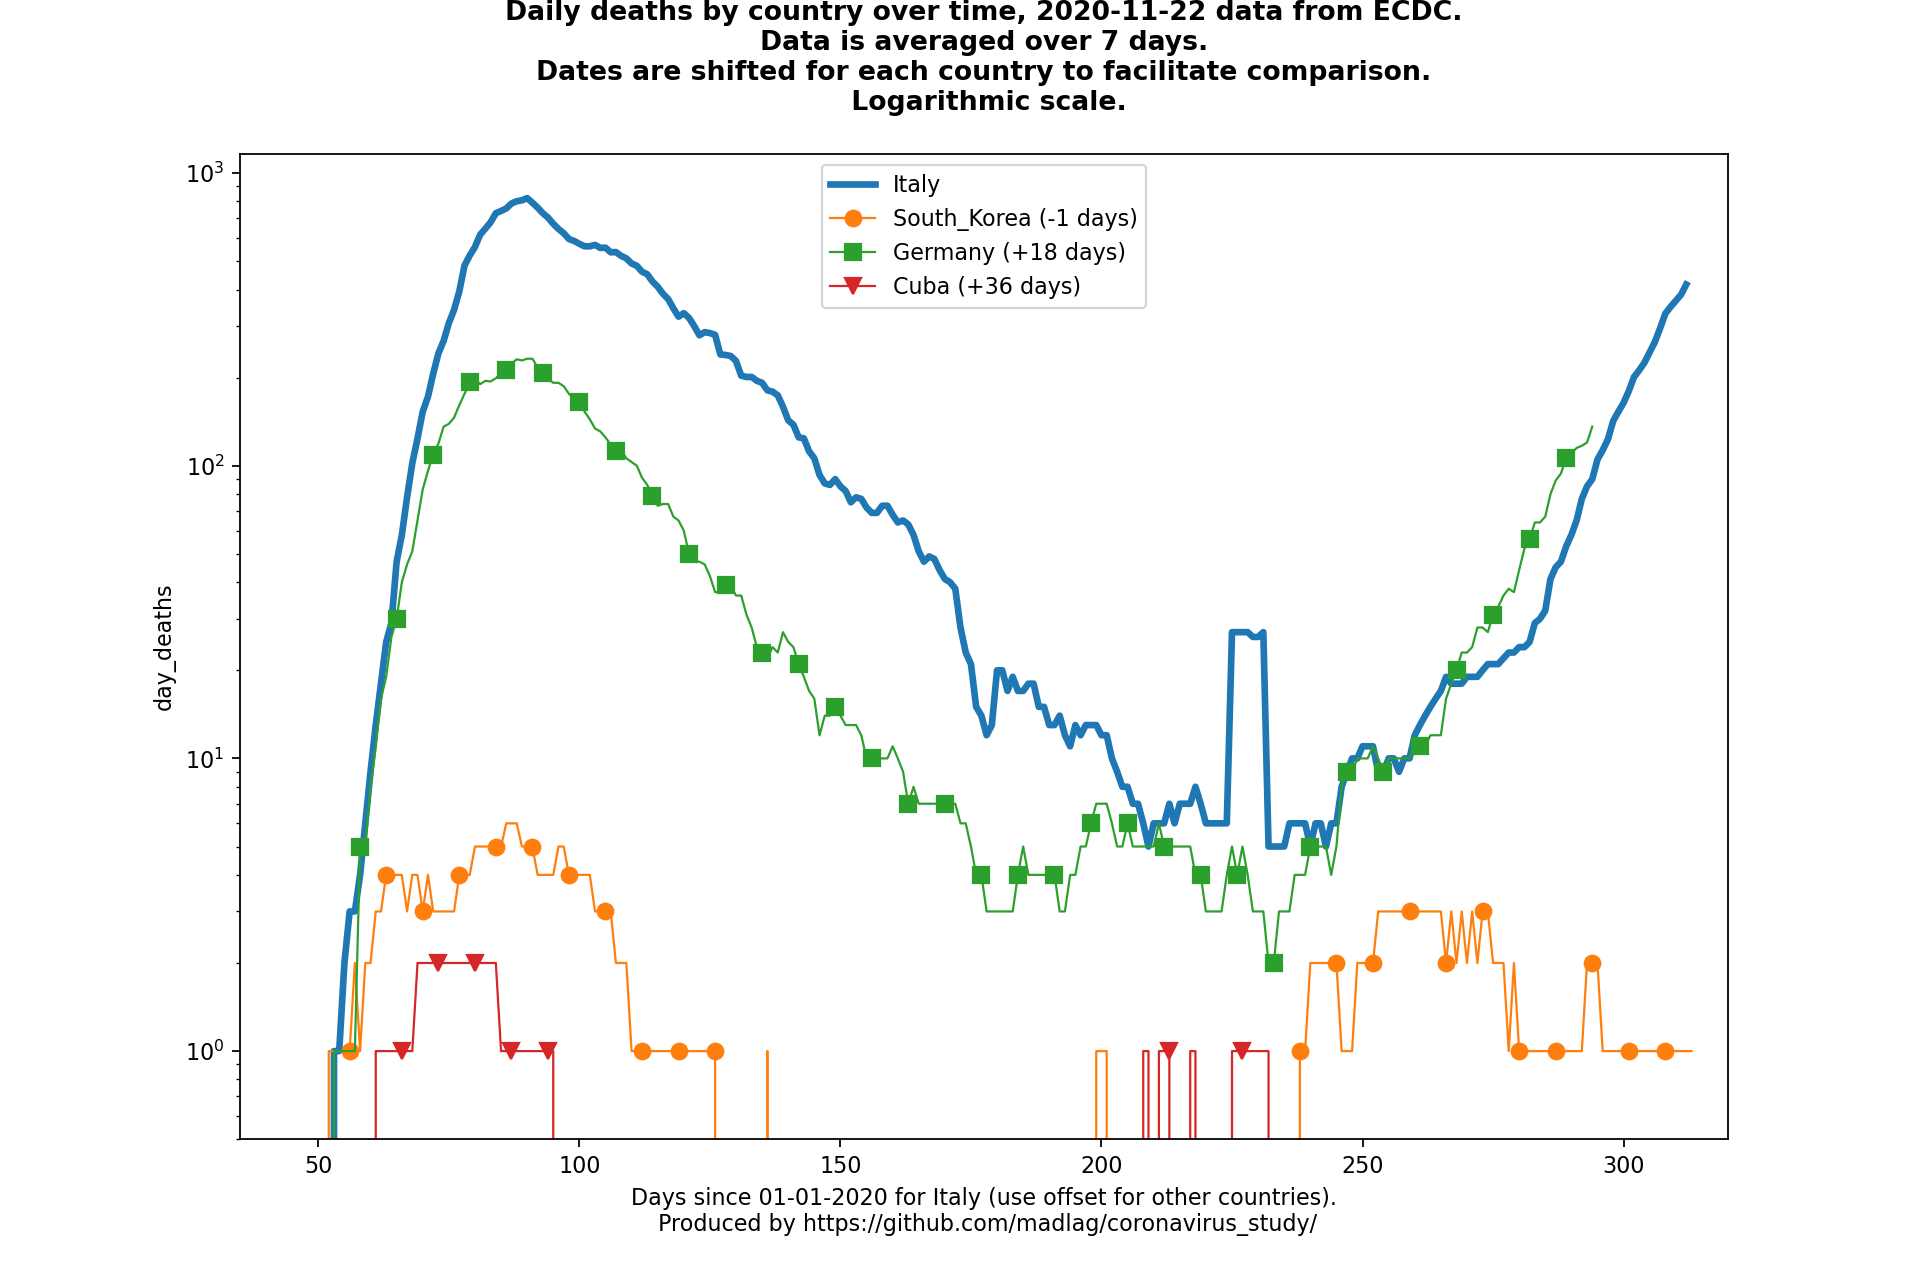 Daily deaths by country over time, 2020-11-22 data from ECDC.
Data is averaged over 7 days.
Dates are shifted for each country to facilitate comparison.
Logarithmic scale.
10³
10²
10¹
10⁰
day_deaths
Italy
South_Korea (-1 days)
Germany (+18 days)
Cuba (+36 days)
50 100 150 200 250 300
Days since 01-01-2020 for Italy (use offset for other countries).
Produced by https://github.com/madlag/coronavirus_study/